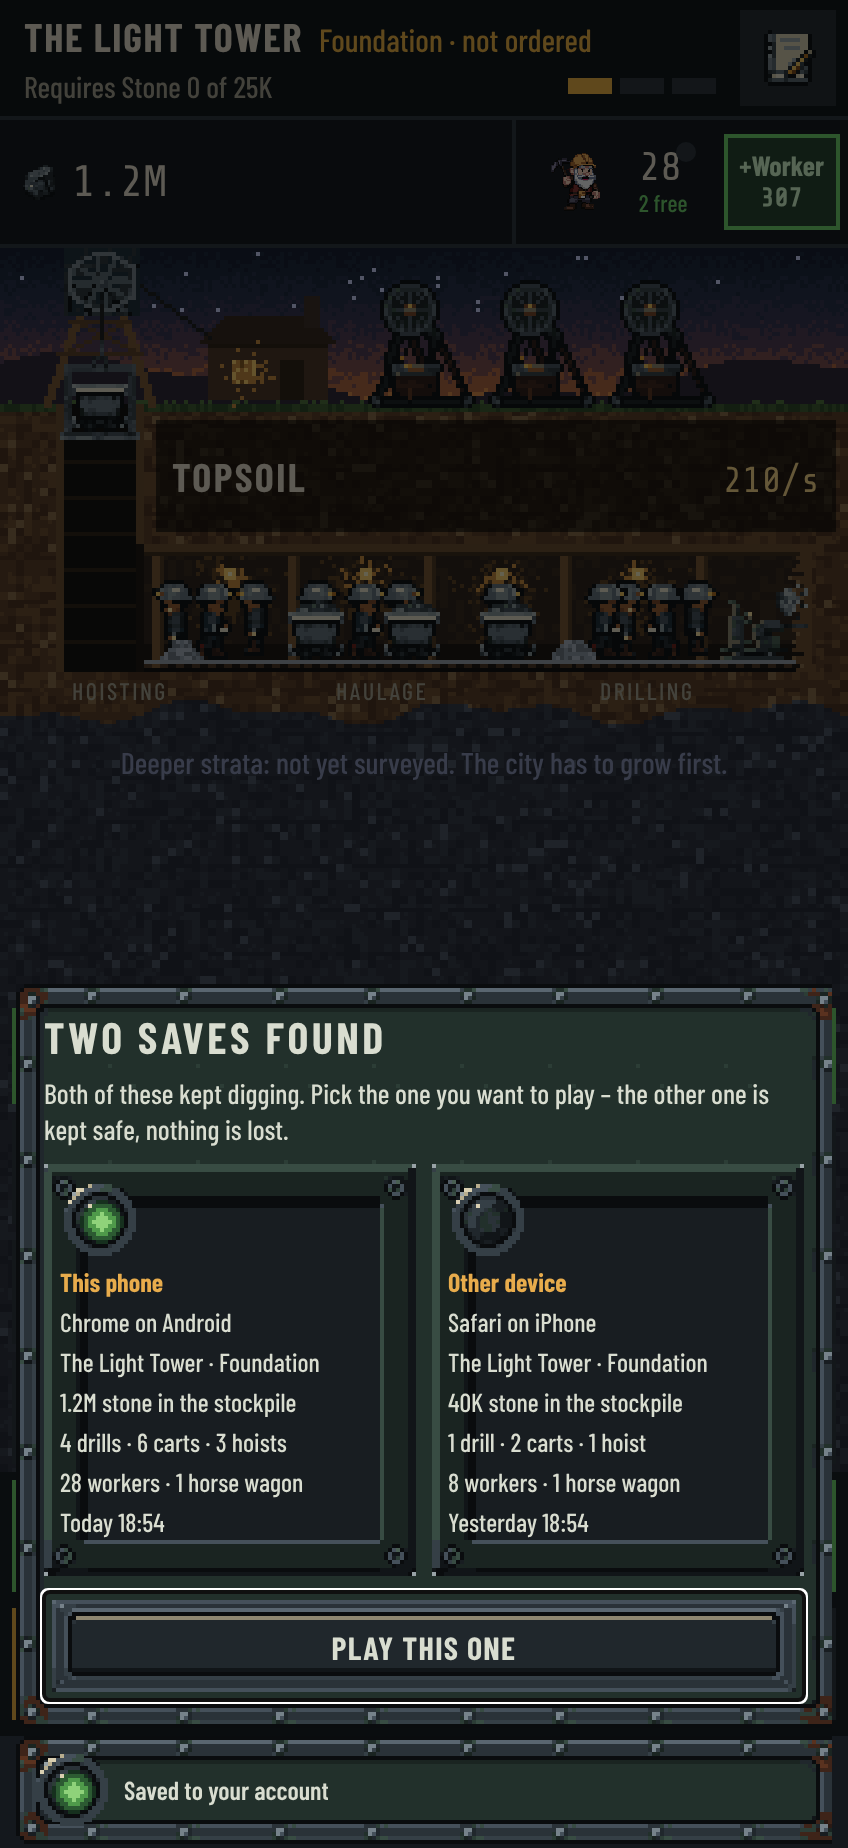 THE LIGHT TOWER Foundation · not ordered
Requires Stone 0 of 25K
1.2M
28
2 free
+Worker
307
TOPSOIL
210/s
HOISTING HAULAGE DRILLING
Deeper strata: not yet surveyed. The city has to grow first.
TWO SAVES FOUND
Both of these kept digging. Pick the one you want to play – the other one is
kept safe, nothing is lost.
This phone
Chrome on Android
The Light Tower · Foundation
1.2M stone in the stockpile
4 drills · 6 carts · 3 hoists
28 workers · 1 horse wagon
Today 18:54
Other device
Safari on iPhone
The Light Tower · Foundation
40K stone in the stockpile
1 drill · 2 carts · 1 hoist
8 workers · 1 horse wagon
Yesterday 18:54
PLAY THIS ONE
Saved to your account